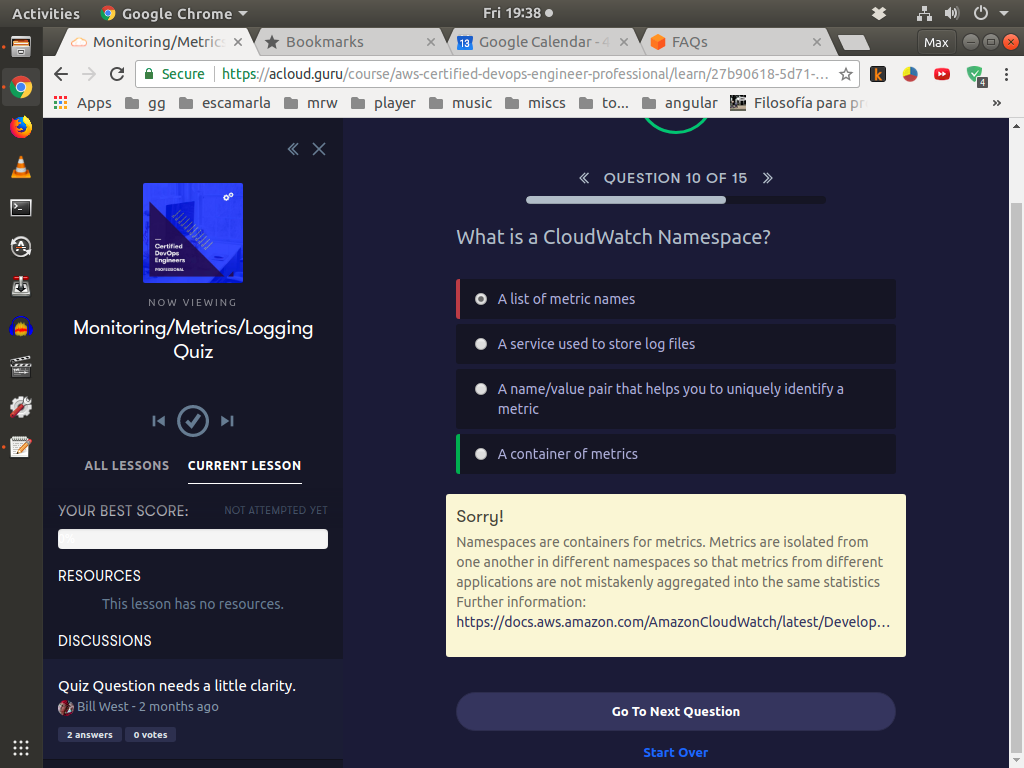 Activities
Google Chrome
Fri 19:38
Monitoring/Metrics
Bookmarks
Google Calendar - 4
FAQs
Max
Secure
https://acloud.guru/course/aws-certified-devops-engineer-professional/learn/27b90618-5d71-...
4
Apps
gg
escamarla
mrw
player
music
miscs
to...
angular
Filosofía para pr
»
QUESTION 10 OF 15
What is a CloudWatch Namespace?
A list of metric names
A service used to store log files
A name/value pair that helps you to uniquely identify a
metric
A container of metrics
Sorry!
Namespaces are containers for metrics. Metrics are isolated from
one another in different namespaces so that metrics from different
applications are not mistakenly aggregated into the same statistics
Further information:
https://docs.aws.amazon.com/AmazonCloudWatch/latest/Develop...
Go To Next Question
Start Over
Certified
DevOps
Engineers
PROFESSIONAL
NOW VIEWING
Monitoring/Metrics/Logging
Quiz
ALL LESSONS
CURRENT LESSON
YOUR BEST SCORE:
NOT ATTEMPTED YET
RESOURCES
This lesson has no resources.
DISCUSSIONS
Quiz Question needs a little clarity.
Bill West - 2 months ago
2 answers
0 votes